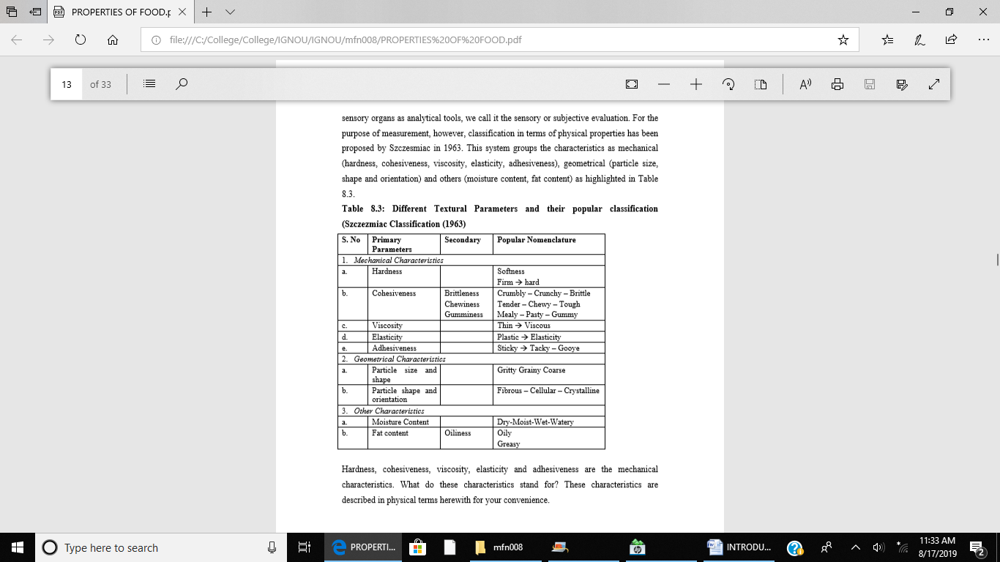 PROPERTIES OF FOOD.p
file:///C:/College/College/IGNOU/IGNOU/mfn008/PROPERTIES%20OF%20FOOD.pdf
13 of 33
sensory organs as analytical tools, we call it the sensory or subjective evaluation. For the
purpose of measurement, however, classification in terms of physical properties has been
proposed by Szczesmiac in 1963. This system groups the characteristics as mechanical
(hardness, cohesiveness, viscosity, elasticity, adhesiveness), geometrical (particle size,
shape and orientation) and others (moisture content, fat content) as highlighted in Table
8.3.
Table 8.3: Different Textural Parameters and their popular classification
(Szczezmiac Classification (1963)
S. No Primary Secondary Popular Nomenclature
Parameters
1. Mechanical Characteristics
a. Hardness Softness
Firm → hard
b. Cohesiveness Brittleness Crumbly – Crunchy – Brittle
Chewiness Tender – Chewy – Tough
Gumminess Mealy – Pasty – Gummy
c. Viscosity Thin → Viscous
d. Elasticity Plastic → Elasticity
e. Adhesiveness Sticky → Tacky – Gooye
2. Geometrical Characteristics
a. Particle size and Gritty Grainy Coarse
shape
b. Particle shape and Fibrous – Cellular – Crystalline
orientation
3. Other Characteristics
a. Moisture Content Dry-Moist-Wet-Watery
b. Fat content Oiliness Oily
Greasy
Hardness, cohesiveness, viscosity, elasticity and adhesiveness are the mechanical
characteristics. What do these characteristics stand for? These characteristics are
described in physical terms herewith for your convenience.
Type here to search
PROPERTI...
mfn008
INTRODU...
11:33 AM
8/17/2019
2